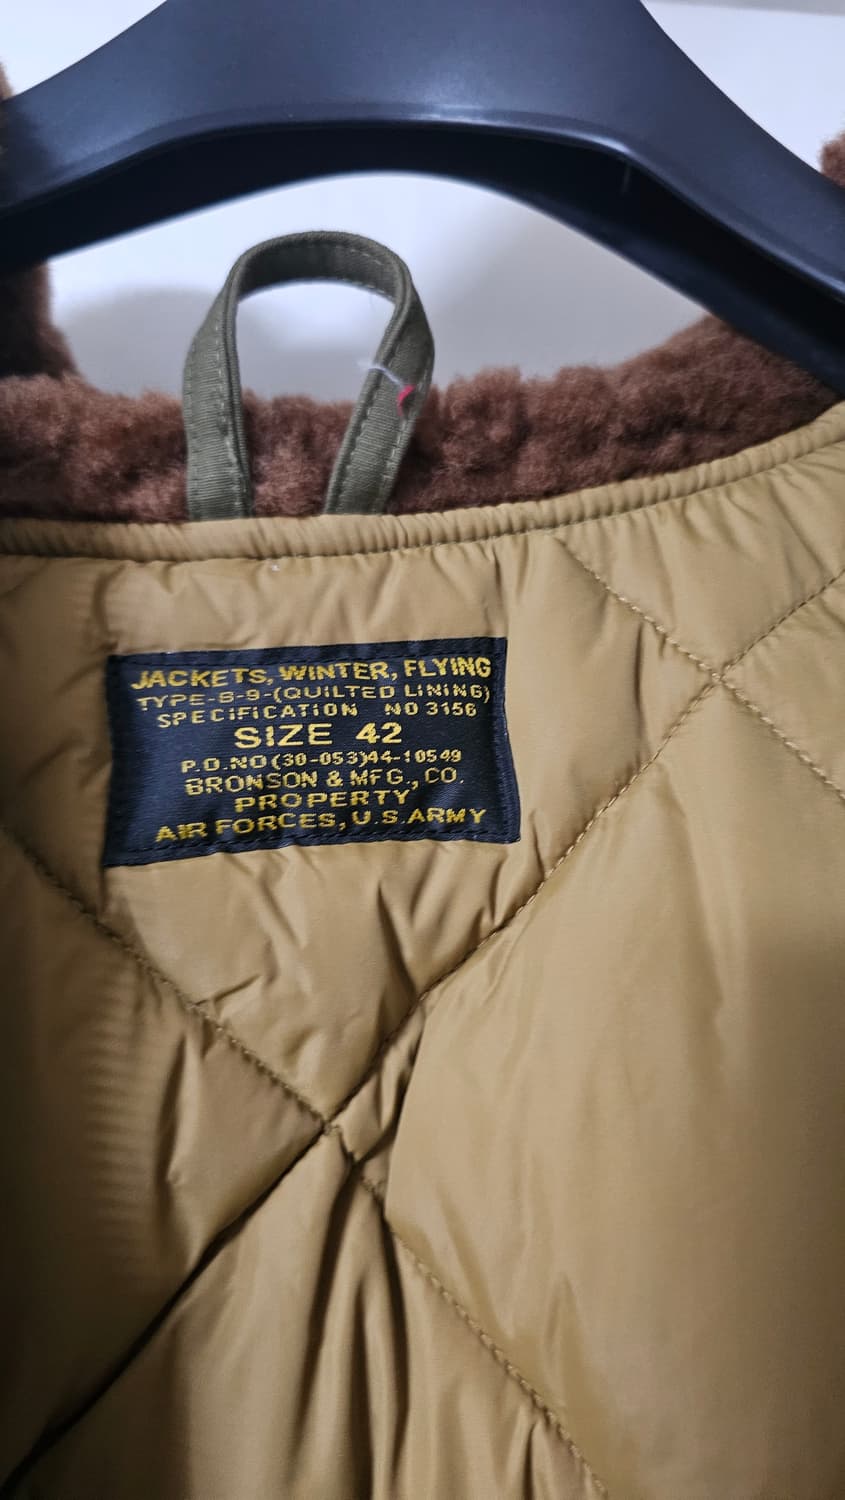 JACKETS, WINTER, FLYING
TYPE-B-9-(QUILTED LINING)
SPECIFICATION NO 3156
SIZE 42
P.O.NO(30-053)44-10549
BRONSON & MFG., CO.
PROPERTY
AIR FORCES, U.S.ARMY